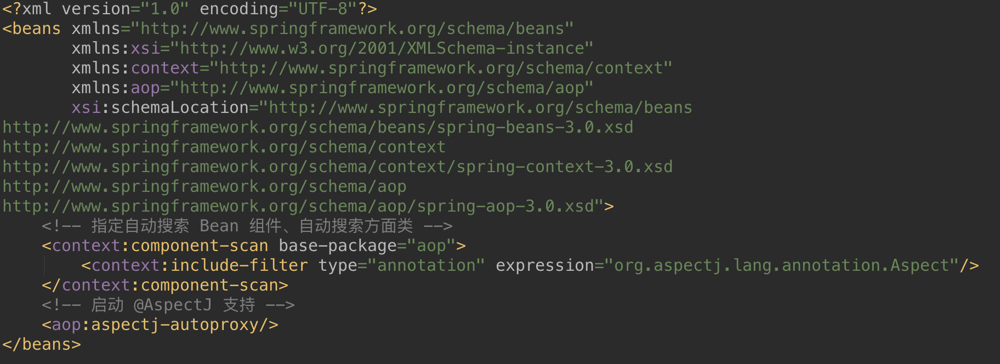 <?xml version="1.0" encoding="UTF-8"?>
<beans xmlns="http://www.springframework.org/schema/beans"
       xmlns:xsi="http://www.w3.org/2001/XMLSchema-instance"
       xmlns:context="http://www.springframework.org/schema/context"
       xmlns:aop="http://www.springframework.org/schema/aop"
       xsi:schemaLocation="http://www.springframework.org/schema/beans
http://www.springframework.org/schema/beans/spring-beans-3.0.xsd
http://www.springframework.org/schema/context
http://www.springframework.org/schema/context/spring-context-3.0.xsd
http://www.springframework.org/schema/aop
http://www.springframework.org/schema/aop/spring-aop-3.0.xsd">
    <!-- 指定自动搜索 Bean 组件、自动搜索方面类 -->
    <context:component-scan base-package="aop">
        <context:include-filter type="annotation" expression="org.aspectj.lang.annotation.Aspect"/>
    </context:component-scan>
    <!-- 启动 @AspectJ 支持 -->
    <aop:aspectj-autoproxy/>
</beans>